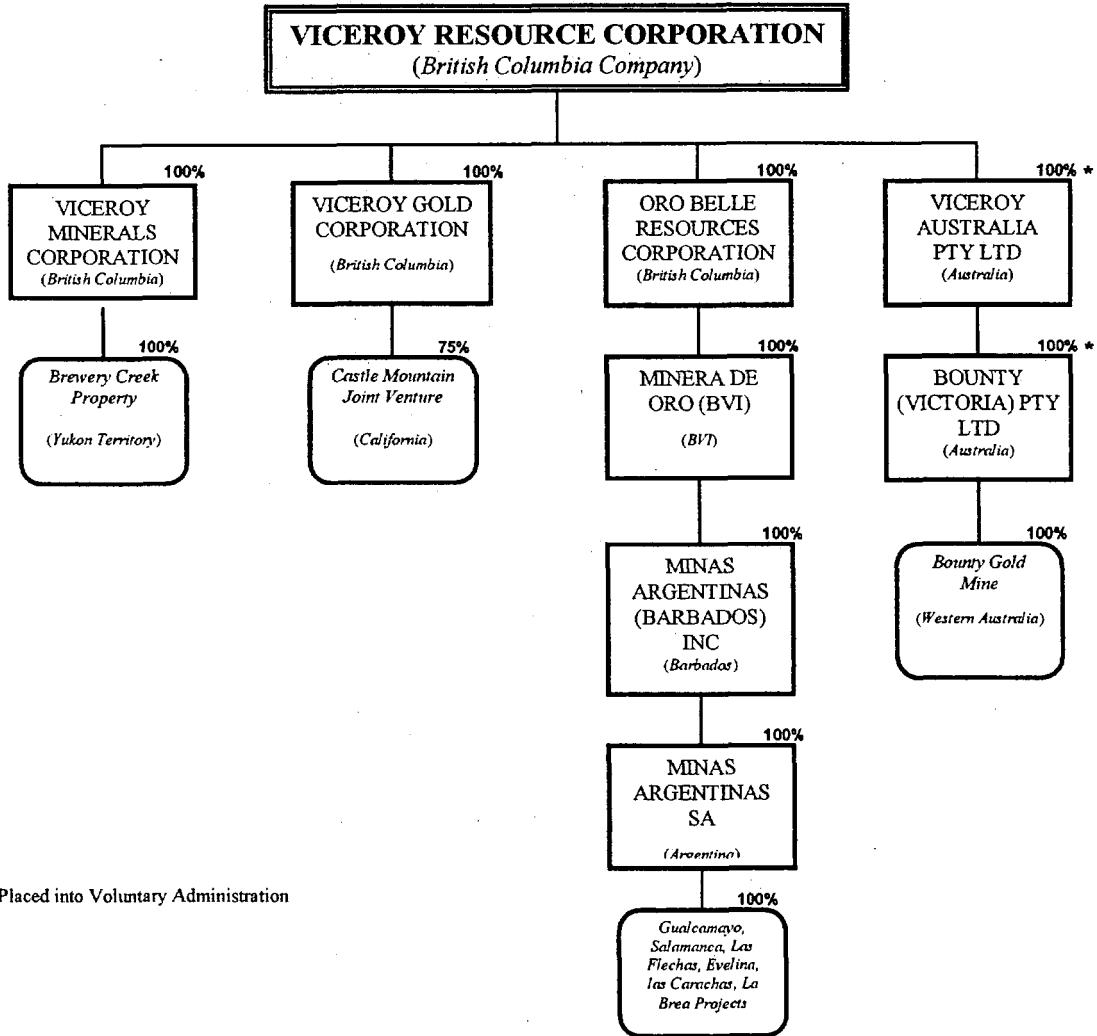 VICEROY RESOURCE CORPORATION
(British Columbia Company)
100%
VICEROY
MINERALS
CORPORATION
(British Columbia)
100%
Brewery Creek
Property
(Yukon Territory)
100%
VICEROY GOLD
CORPORATION
(British Columbia)
75%
Castle Mountain
Joint Venture
(California)
100%
ORO BELLE
RESOURCES
CORPORATION
(British Columbia)
100%
MINERA DE
ORO (BVI)
(BVI)
100%
MINAS
ARGENTINAS
(BARBADOS)
INC
(Barbados)
100%
MINAS
ARGENTINAS
SA
(Argentina)
100%
Gualcamayo,
Salamanca, Las
Flechas, Evelina,
las Carachas, La
Brea Projects
100% *
VICEROY
AUSTRALIA
PTY LTD
(Australia)
100% *
BOUNTY
(VICTORIA) PTY
LTD
(Australia)
100%
Bounty Gold
Mine
(Western Australia)
Placed into Voluntary Administration